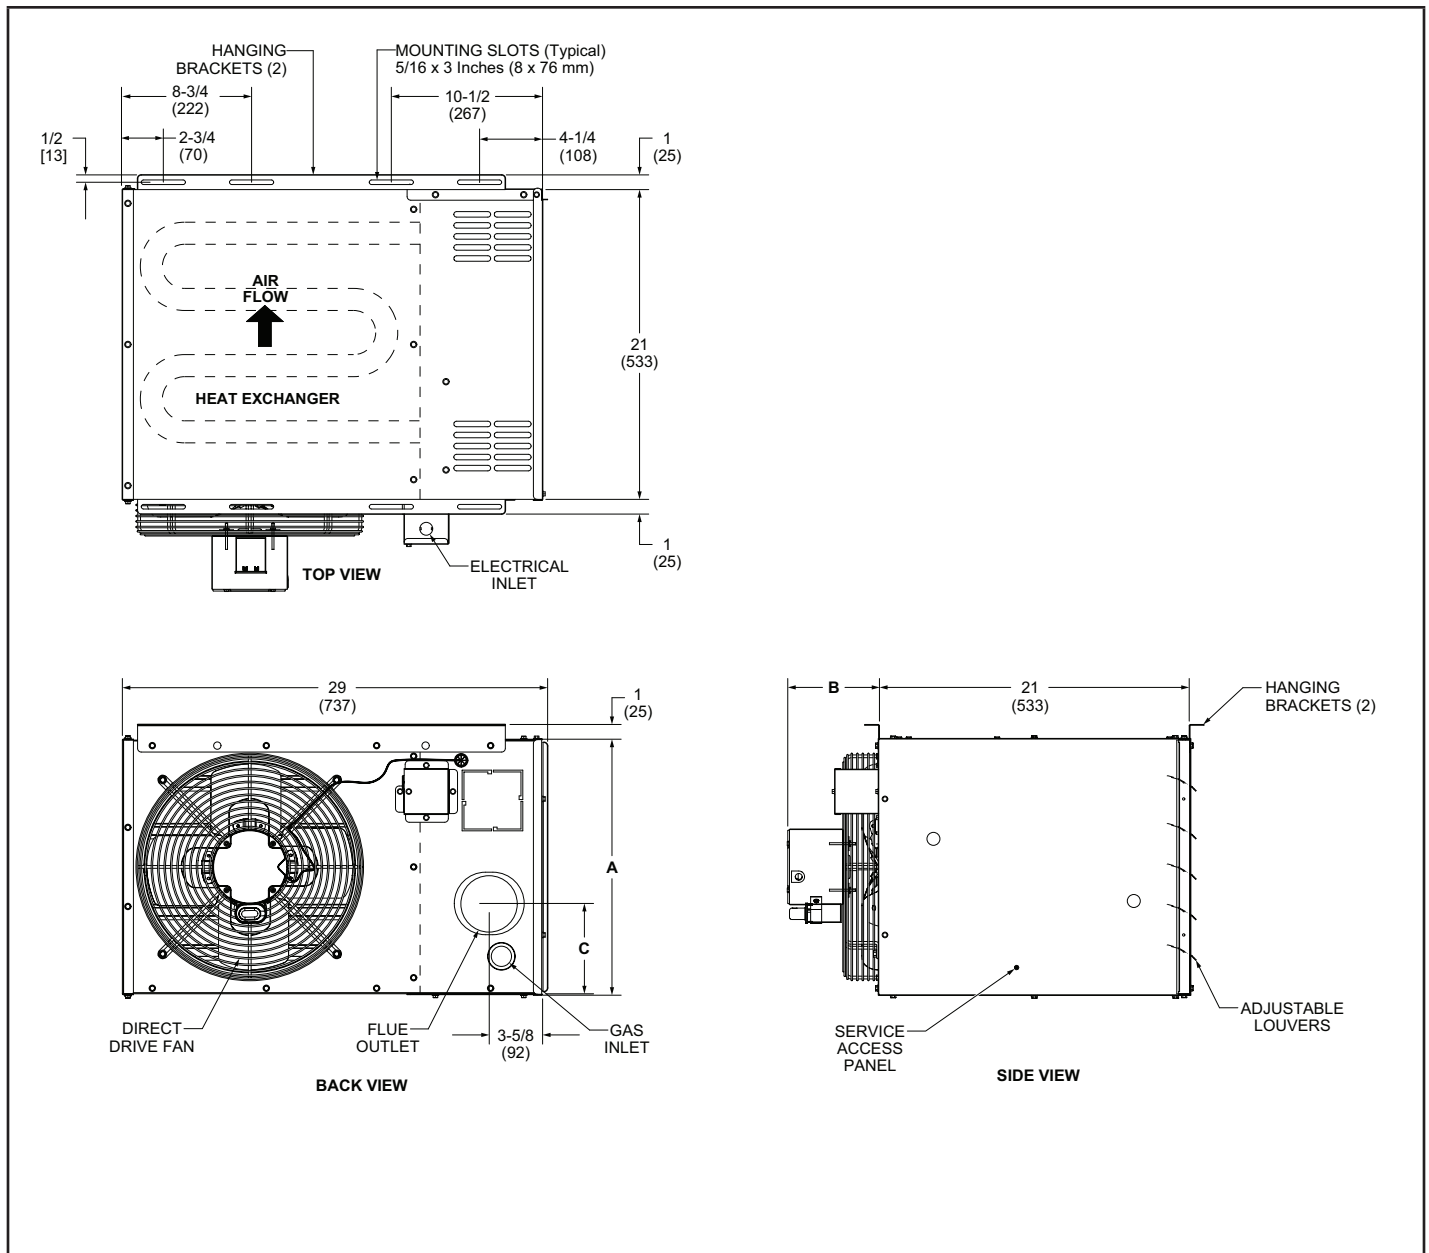 HANGING
BRACKETS (2)
MOUNTING SLOTS (Typical)
5/16 x 3 Inches (8 x 76 mm)
8-3/4
(222)
10-1/2
(267)
1/2
[13]
2-3/4
(70)
4-1/4
(108)
1
(25)
AIR
FLOW
21
(533)
HEAT EXCHANGER
1
(25)
ELECTRICAL
INLET
TOP VIEW
29
(737)
1
(25)
A
C
DIRECT
DRIVE FAN
FLUE
OUTLET
3-5/8
(92)
GAS
INLET
BACK VIEW
B
21
(533)
HANGING
BRACKETS (2)
SERVICE
ACCESS
PANEL
ADJUSTABLE
LOUVERS
SIDE VIEW